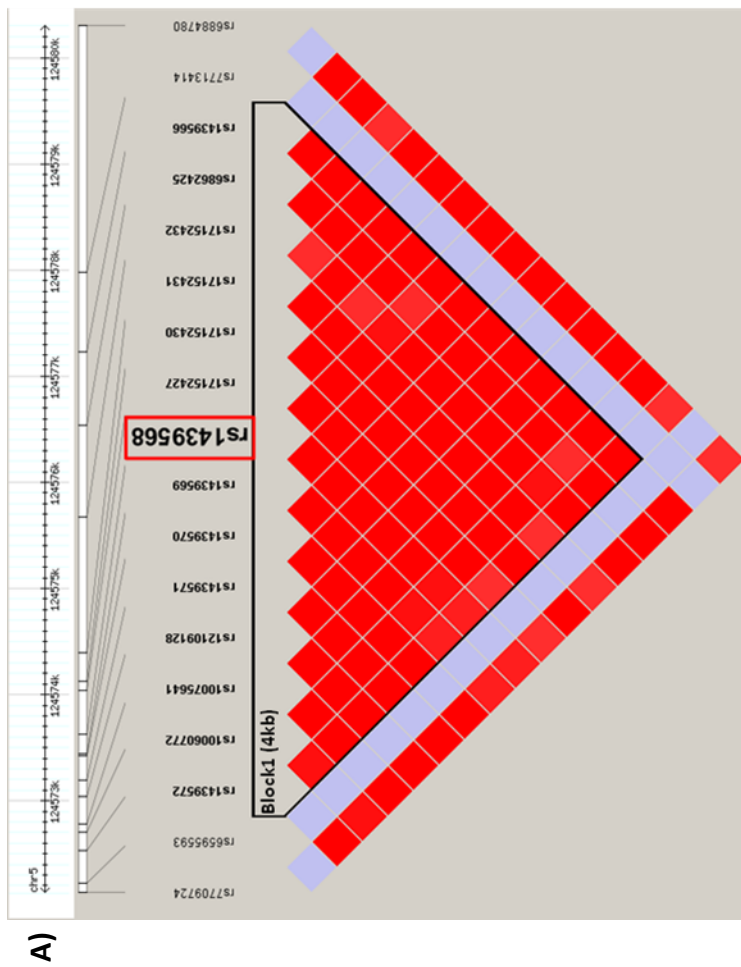 A)
chr5
124573k 124574k 124575k 124576k 124577k 124578k 124579k 124580k
rs7709724
rs6595593
rs1439572
rs10060772
rs10075641
rs12109128
rs1439571
rs1439570
rs1439569
rs1439568
rs17152427
rs17152430
rs17152431
rs17152432
rs6862425
rs1439566
rs7713414
rs6884780
Block1 (4kb)